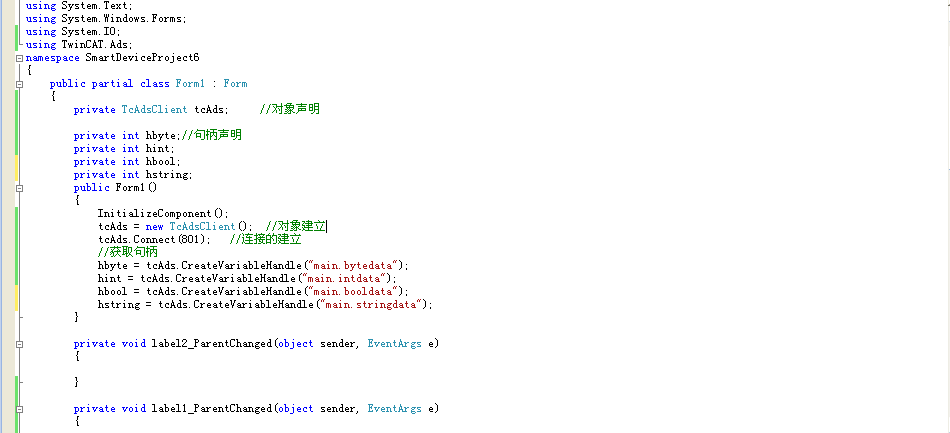 using System.Text;
using System.Windows.Forms;
using System.IO;
using TwinCAT.Ads;
namespace SmartDeviceProject6
{
    public partial class Form1 : Form
    {
        private TcAdsClient tcAds;     //对象声明
        private int hbyte;//句柄声明
        private int hint;
        private int hbool;
        private int hstring;
        public Form1()
        {
            InitializeComponent();
            tcAds = new TcAdsClient();  //对象建立
            tcAds.Connect(801);   //连接的建立
            //获取句柄
            hbyte = tcAds.CreateVariableHandle("main.bytedata");
            hint = tcAds.CreateVariableHandle("main.intdata");
            hbool = tcAds.CreateVariableHandle("main.booldata");
            hstring = tcAds.CreateVariableHandle("main.stringdata");
        }
        private void label2_ParentChanged(object sender, EventArgs e)
        {
        }
        private void label1_ParentChanged(object sender, EventArgs e)
        {